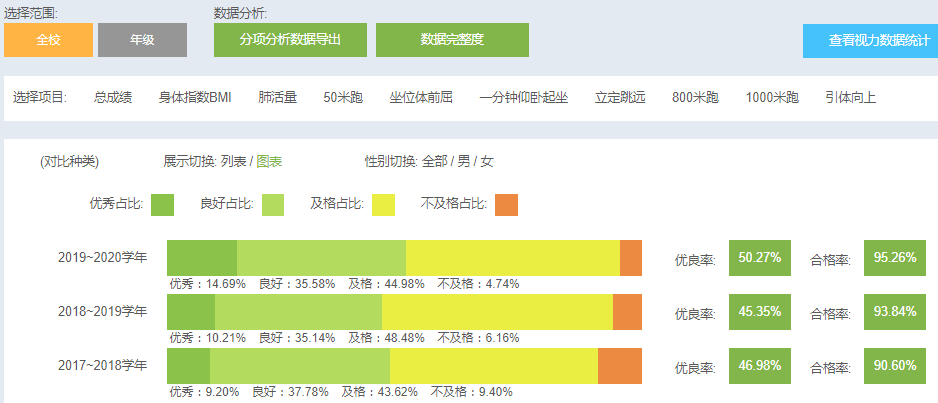 选择范围: 数据分析:
全校 年级 分项分析数据导出 数据完整度 查看视力数据统计
选择项目: 总成绩 身体指数BMI 肺活量 50米跑 坐位体前屈 一分钟仰卧起坐 立定跳远 800米跑 1000米跑 引体向上
(对比种类) 展示切换: 列表 / 图表 性别切换: 全部 / 男 / 女
优秀占比: 良好占比: 及格占比: 不及格占比:
2019~2020学年 优良率: 50.27% 合格率: 95.26%
优秀：14.69% 良好：35.58% 及格：44.98% 不及格：4.74%
2018~2019学年 优良率: 45.35% 合格率: 93.84%
优秀：10.21% 良好：35.14% 及格：48.48% 不及格：6.16%
2017~2018学年 优良率: 46.98% 合格率: 90.60%
优秀：9.20% 良好：37.78% 及格：43.62% 不及格：9.40%